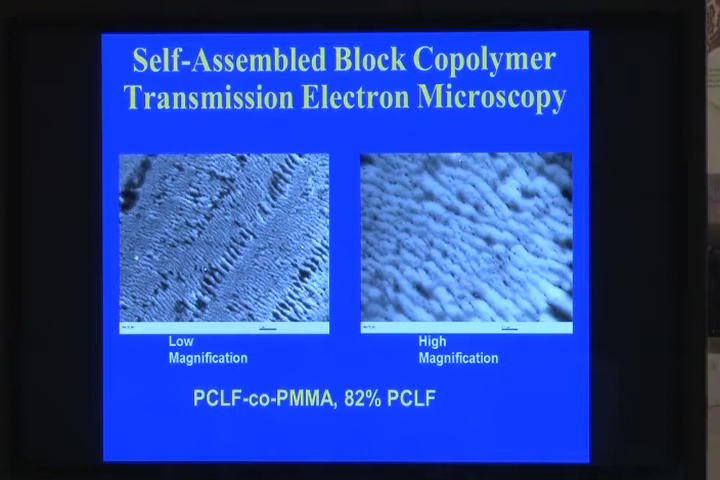 Self-Assembled Block Copolymer
Transmission Electron Microscopy
Low
Magnification
High
Magnification
PCLF-co-PMMA, 82% PCLF